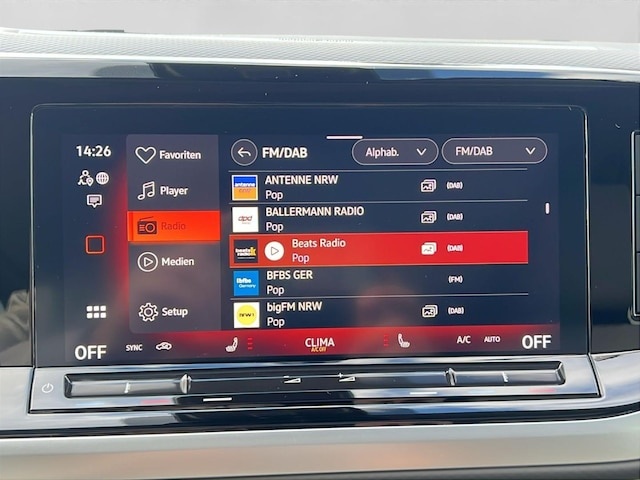 14:26
Favoriten
FM/DAB
Alphab.
FM/DAB
Player
ANTENNE NRW
Pop
(DAB)
BALLERMANN RADIO
Pop
(DAB)
Radio
Beats Radio
Pop
(DAB)
Medien
BFBS GER
Pop
(FM)
Setup
bigFM NRW
Pop
(DAB)
OFF
SYNC
CLIMA
A/C OFF
A/C
AUTO
OFF